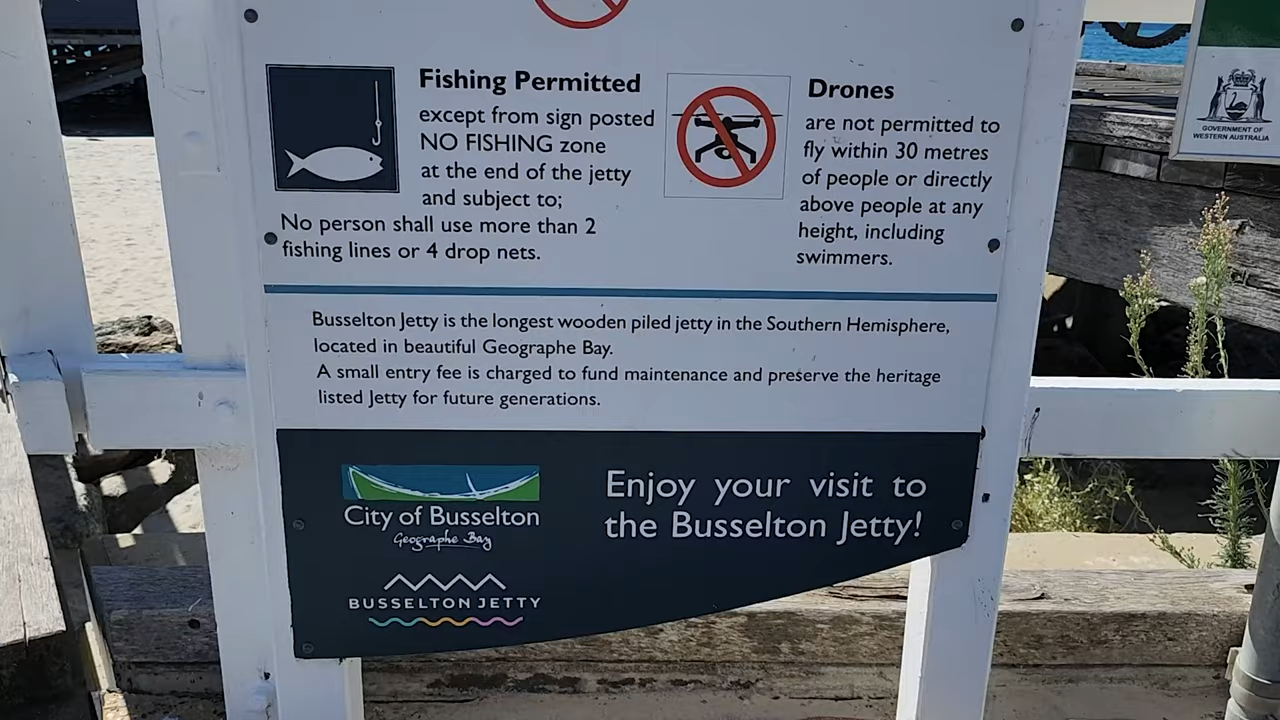 Fishing Permitted
except from sign posted
NO FISHING zone
at the end of the jetty
and subject to;
No person shall use more than 2
fishing lines or 4 drop nets.
Drones
are not permitted to
fly within 30 metres
of people or directly
above people at any
height, including
swimmers.
Busselton Jetty is the longest wooden piled jetty in the Southern Hemisphere,
located in beautiful Geographe Bay.
A small entry fee is charged to fund maintenance and preserve the heritage
listed Jetty for future generations.
City of Busselton
Geographe Bay
BUSSELTON JETTY
Enjoy your visit to
the Busselton Jetty!
GOVERNMENT OF
WESTERN AUSTRALIA